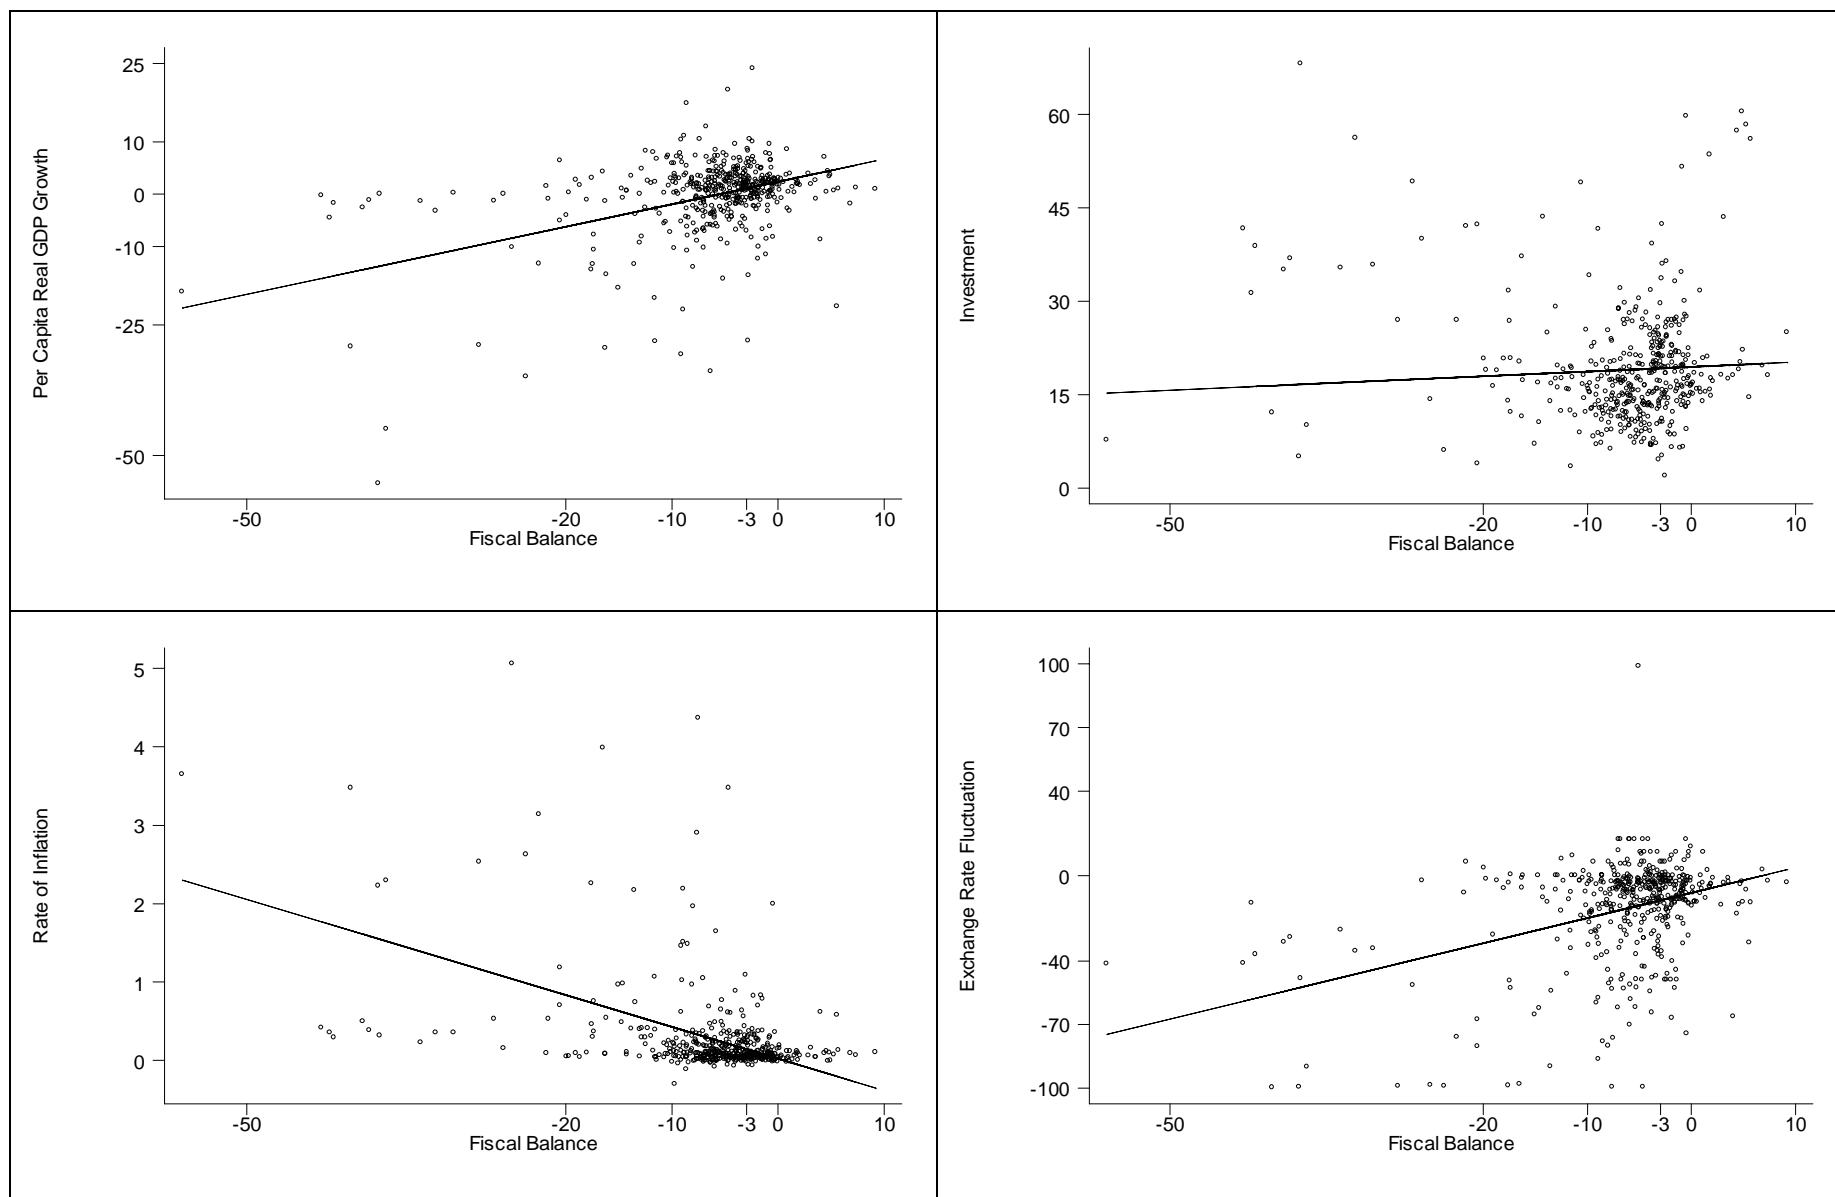 Per Capita Real GDP Growth
25
10
0
-10
-25
-50
-50 -20 -10 -3 0 10
Fiscal Balance
Investment
60
45
30
15
0
-50 -20 -10 -3 0 10
Fiscal Balance
Rate of Inflation
5
4
3
2
1
0
-50 -20 -10 -3 0 10
Fiscal Balance
Exchange Rate Fluctuation
100
70
40
0
-40
-70
-100
-50 -20 -10 -3 0 10
Fiscal Balance